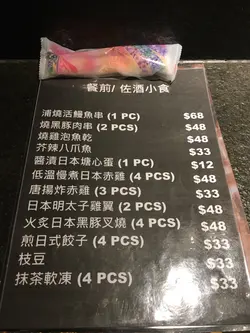 餐前/ 佐酒小食
浦燒活鰻魚串 (1 PC) $68
燒黑豚肉串 (2 PCS) $48
燒雞泡魚乾 $48
芥辣八爪魚 $33
醬漬日本塘心蛋 (1 PC) $12
低溫慢煮日本赤雞 (4 PCS) $48
唐揚炸赤雞 (3 PCS) $33
日本明太子雞翼 (2 PCS) $48
火炙日本黑豚叉燒 (4 PCS) $48
煎日式餃子 (4 PCS) $33
枝豆 $33
抹茶軟凍 (4 PCS) $33